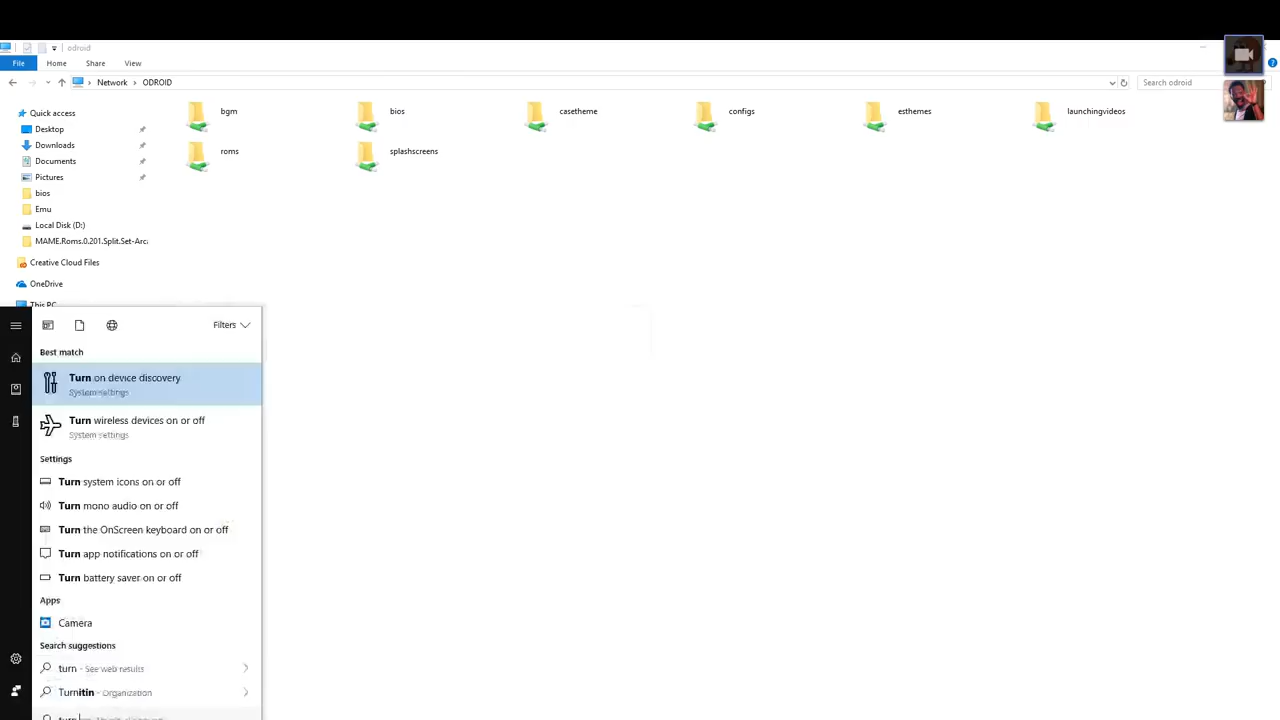 odroid
File Home Share View
Network ODROID Search odroid
Quick access
Desktop
Downloads
Documents
Pictures
bios
Emu
Local Disk (D:)
MAME.Roms.0.201.Split.Set-Arc
Creative Cloud Files
OneDrive
This PC
bgm bios casetheme configs esthemes launchingvideos
roms splashscreens
Filters
Best match
Turn on device discovery
System settings
Turn wireless devices on or off
System settings
Settings
Turn system icons on or off
Turn mono audio on or off
Turn the OnScreen keyboard on or off
Turn app notifications on or off
Turn battery saver on or off
Apps
Camera
Search suggestions
turn - See web results
Turnitin - Organization